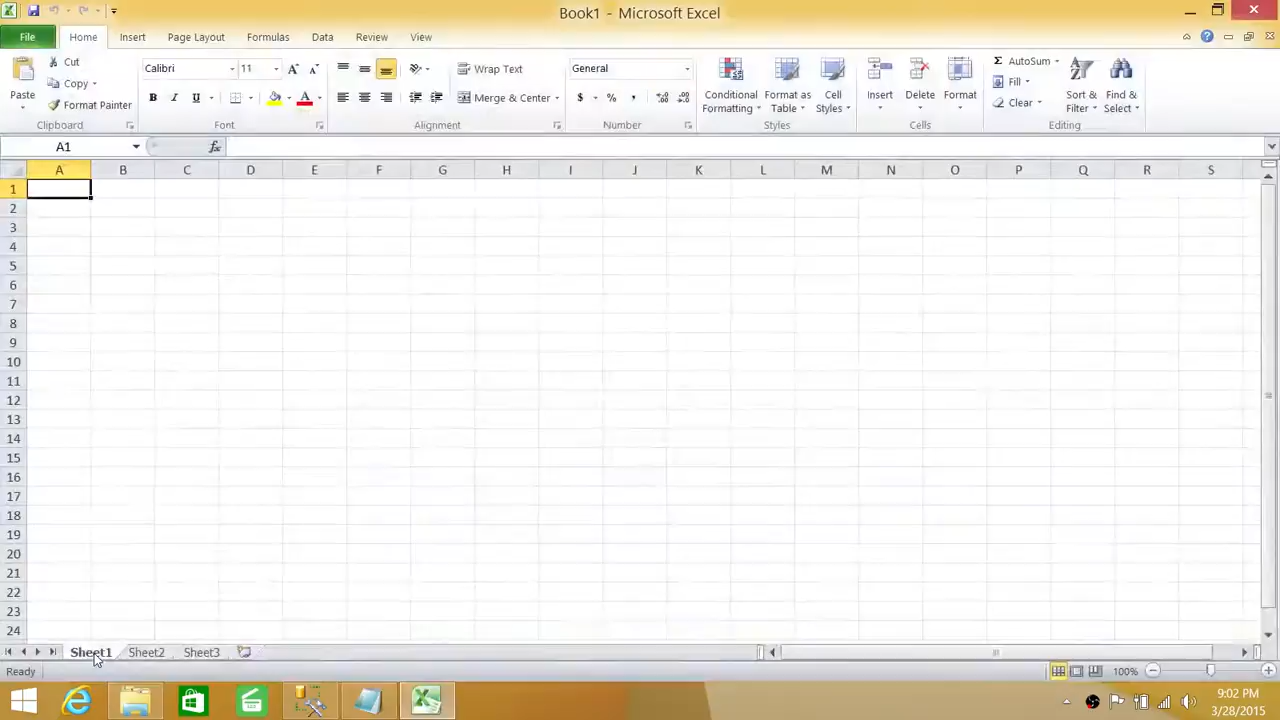 Book1 - Microsoft Excel
File Home Insert Page Layout Formulas Data Review View
Paste
Cut
Copy
Format Painter
Clipboard
Calibri 11
B I U
Font
Wrap Text
Merge & Center
Alignment
General
$ % ,
Number
Conditional Formatting
Format as Table
Cell Styles
Styles
Insert
Delete
Format
Cells
Σ AutoSum
Fill
Clear
Sort & Filter
Find & Select
Editing
A1 fx
A B C D E F G H I J K L M N O P Q R S
1
2
3
4
5
6
7
8
9
10
11
12
13
14
15
16
17
18
19
20
21
22
23
24
Sheet1 Sheet2 Sheet3
Ready 100%
9:02 PM
3/28/2015